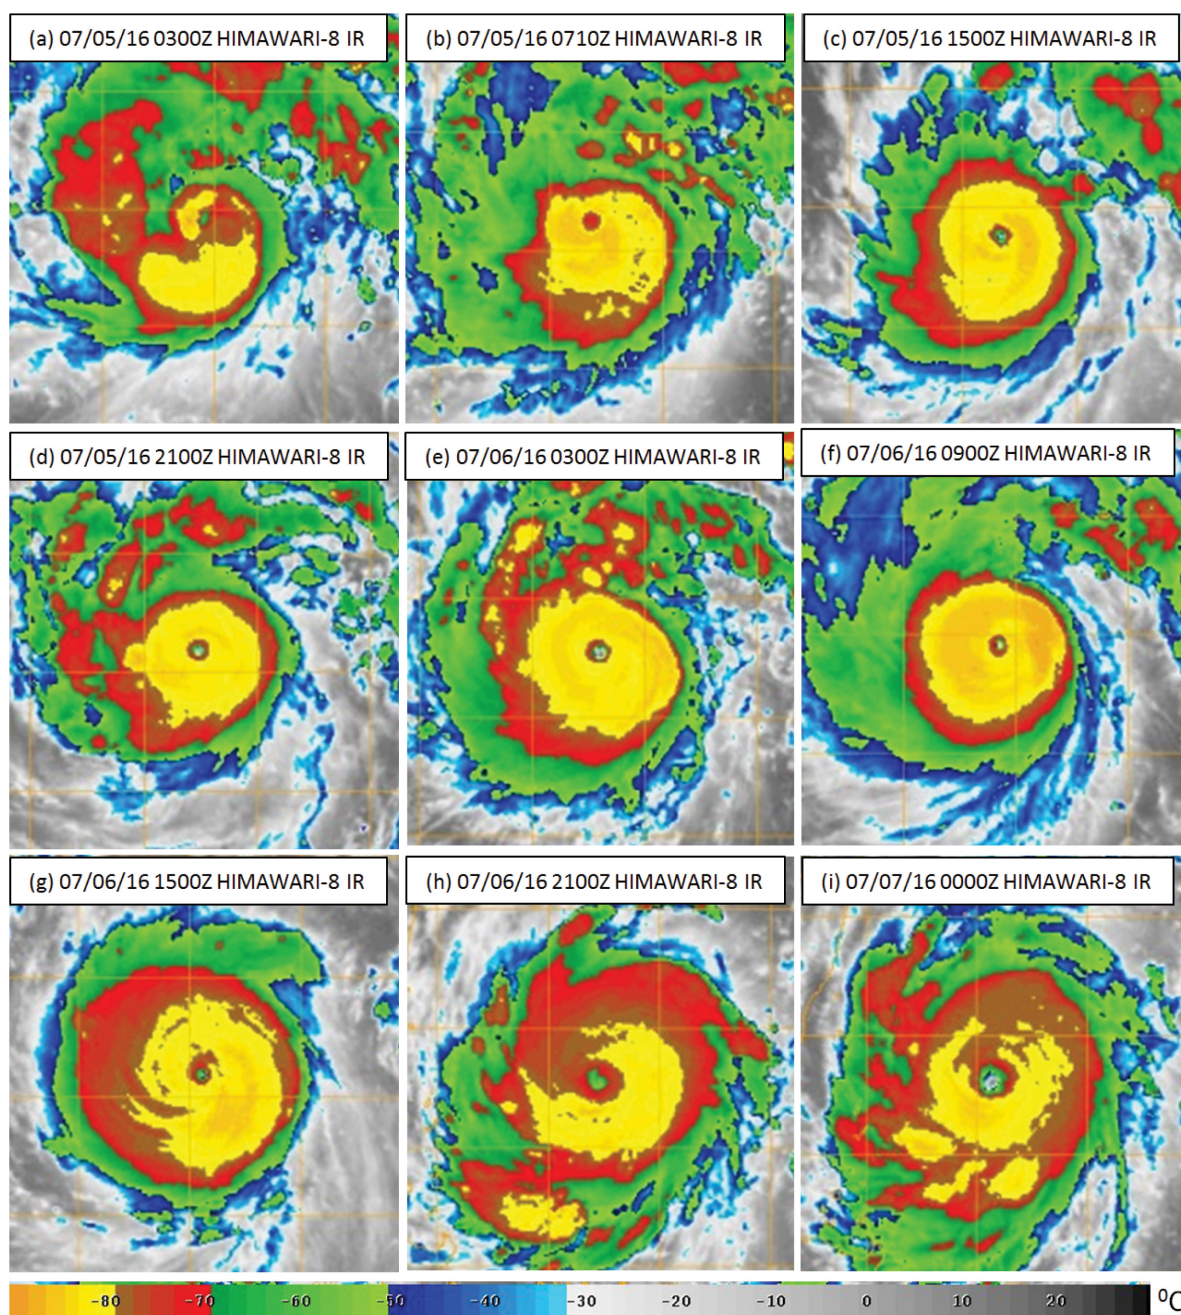 (a) 07/05/16 0300Z HIMAWARI-8 IR
(b) 07/05/16 0710Z HIMAWARI-8 IR
(c) 07/05/16 1500Z HIMAWARI-8 IR
(d) 07/05/16 2100Z HIMAWARI-8 IR
(e) 07/06/16 0300Z HIMAWARI-8 IR
(f) 07/06/16 0900Z HIMAWARI-8 IR
(g) 07/06/16 1500Z HIMAWARI-8 IR
(h) 07/06/16 2100Z HIMAWARI-8 IR
(i) 07/07/16 0000Z HIMAWARI-8 IR
-80 -70 -60 -50 -40 -30 -20 -10 0 10 20 ⁰C